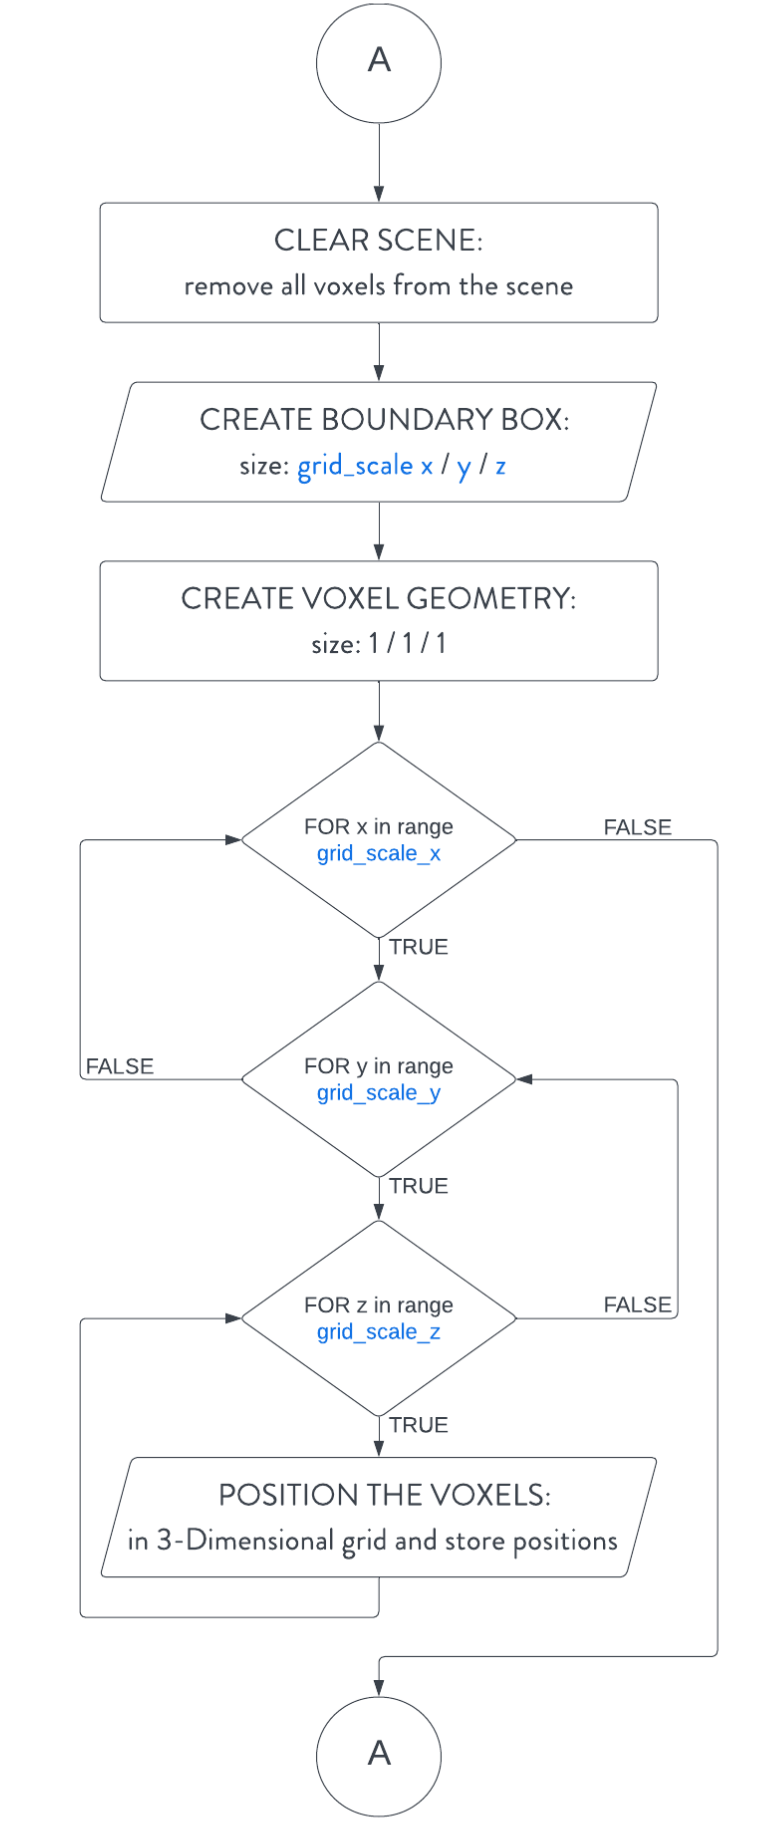 A
CLEAR SCENE:
remove all voxels from the scene
CREATE BOUNDARY BOX:
size: grid_scale x / y / z
CREATE VOXEL GEOMETRY:
size: 1 / 1 / 1
FOR x in range
grid_scale_x
FALSE
TRUE
FOR y in range
grid_scale_y
FALSE
TRUE
FOR z in range
grid_scale_z
FALSE
TRUE
POSITION THE VOXELS:
in 3-Dimensional grid and store positions
A